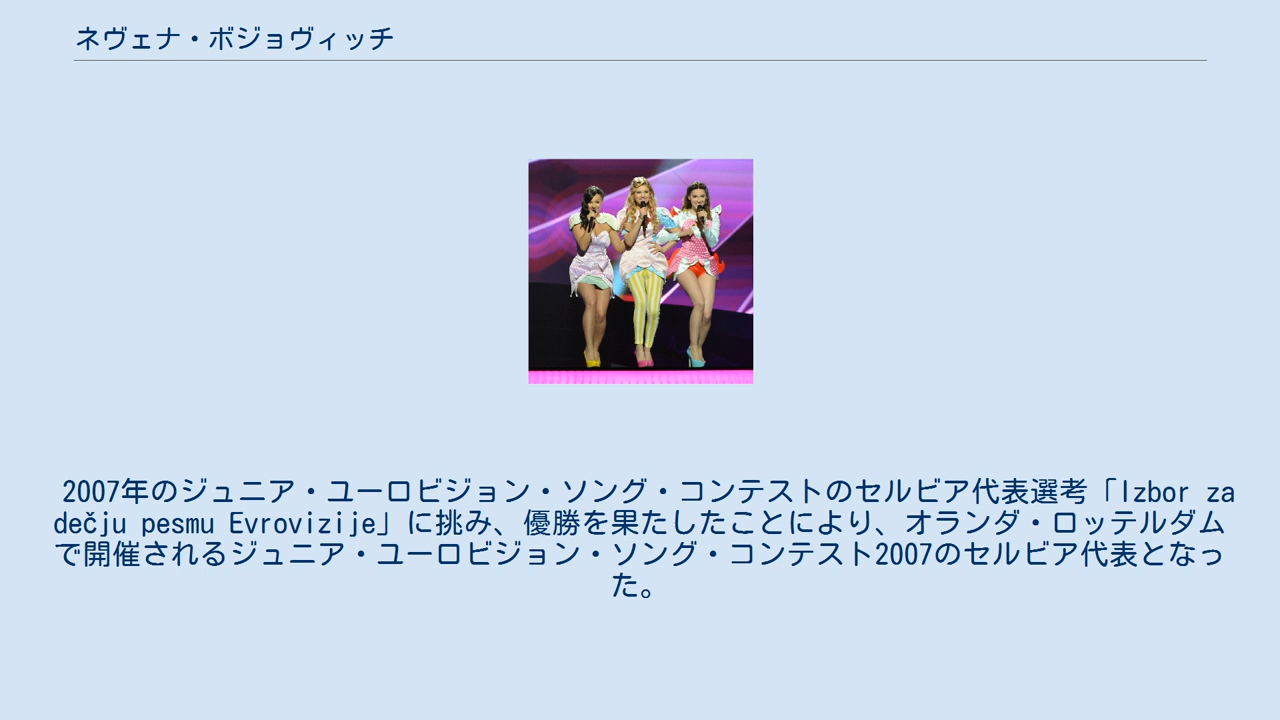 ネヴェナ・ボジョヴィッチ
2007年のジュニア・ユーロビジョン・ソング・コンテストのセルビア代表選考「Izbor za
dečju pesmu Evrovizije」に挑み、優勝を果たしたことにより、オランダ・ロッテルダム
で開催されるジュニア・ユーロビジョン・ソング・コンテスト2007のセルビア代表となっ
た。